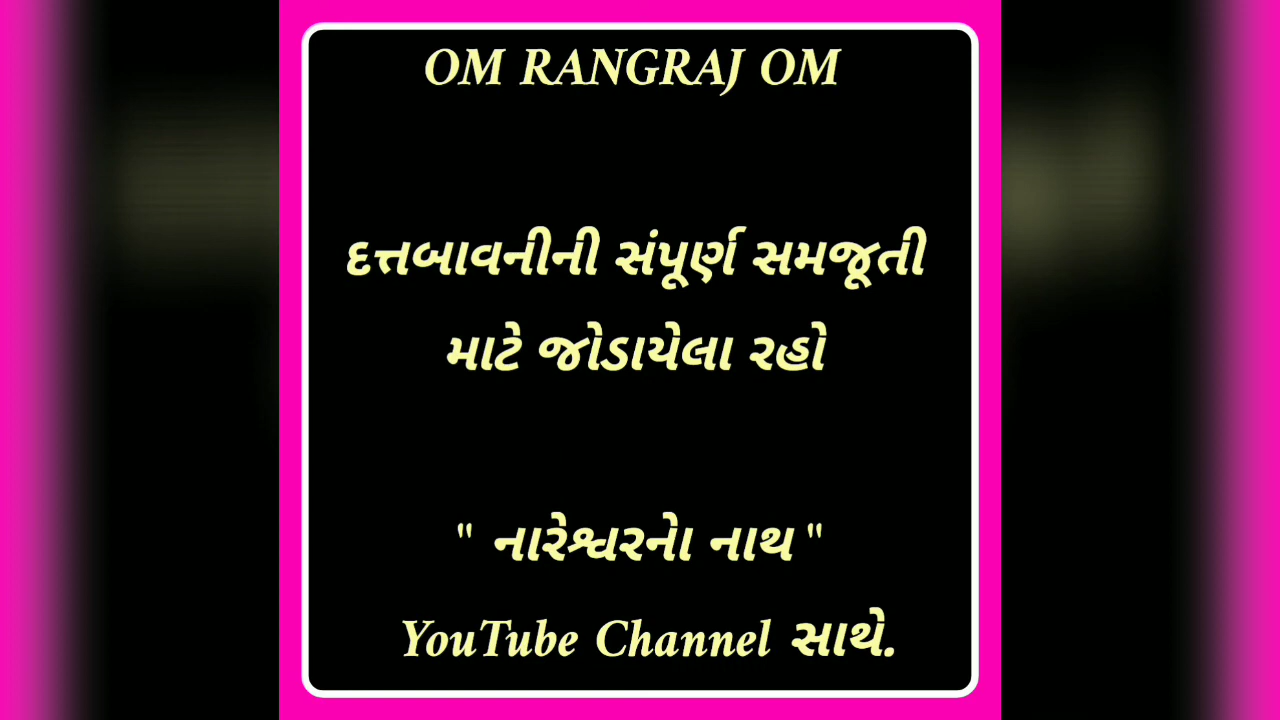 OM RANGRAJ OM
દત્તબાવનીની સંપૂર્ણ સમજૂતી
માટે જોડાયેલા રહો
" નારેશ્વરનો નાથ "
YouTube Channel સાથે.